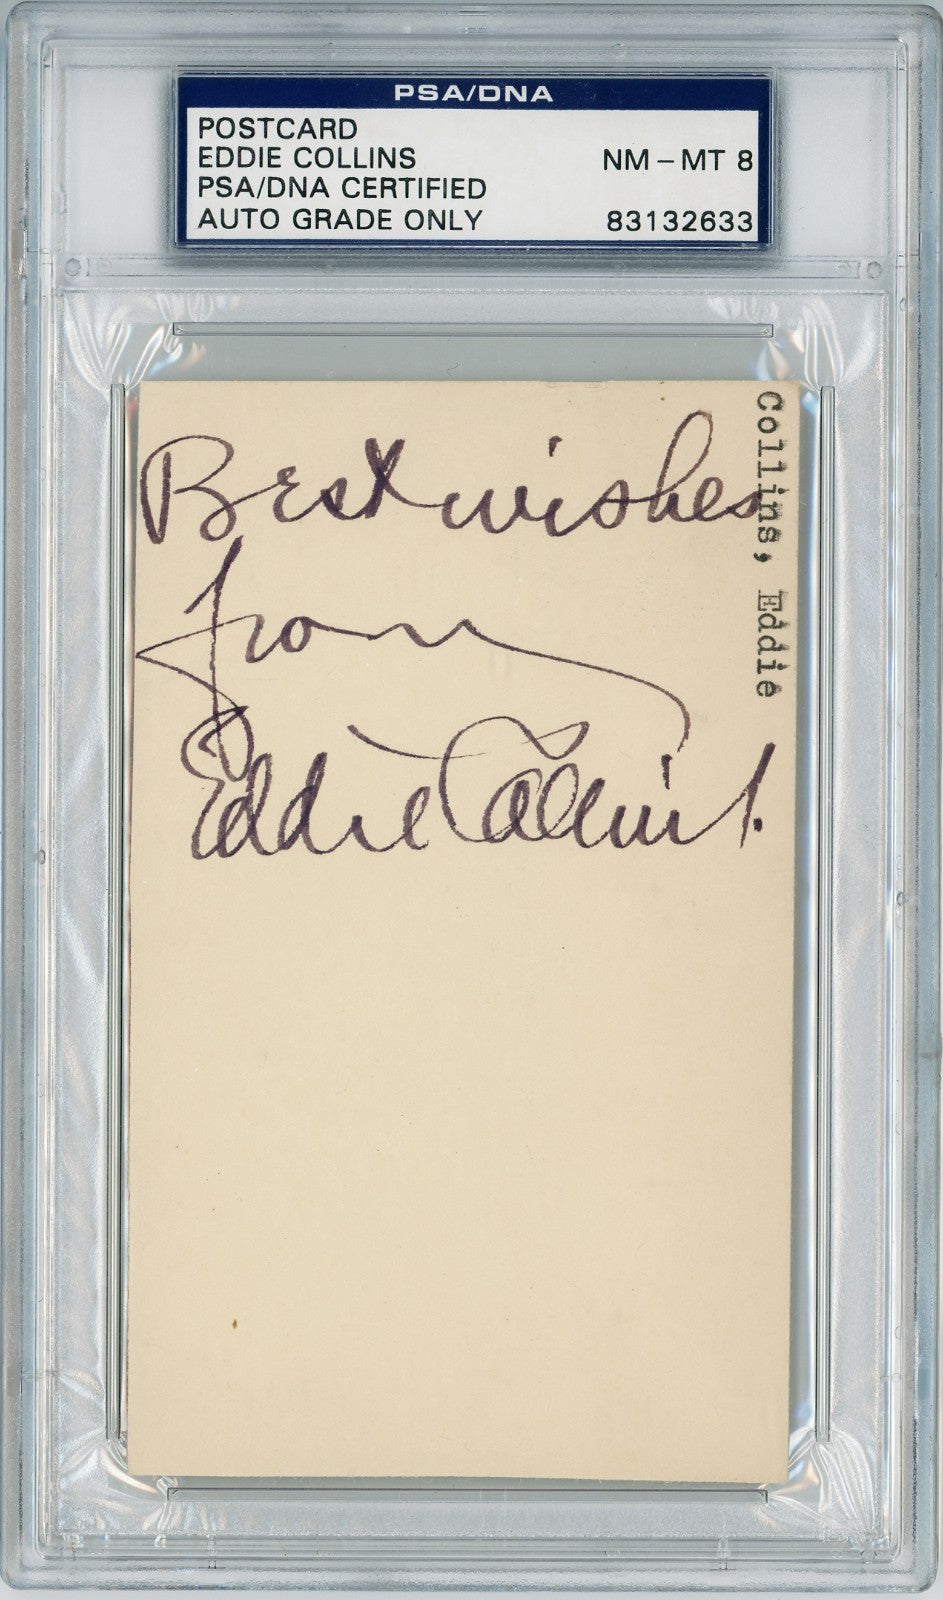 PSA/DNA
POSTCARD
EDDIE COLLINS
NM – MT 8
PSA/DNA CERTIFIED
AUTO GRADE ONLY
83132633
Best wishes
from
Eddie Collins.
Collins, Eddie